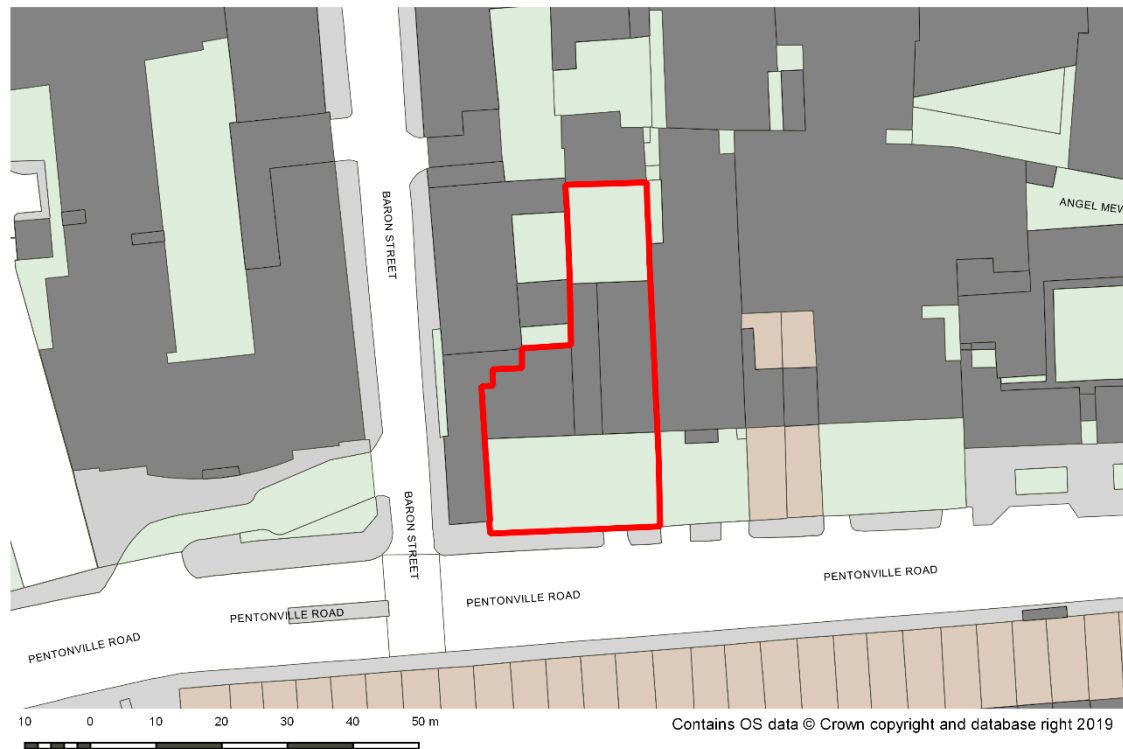 BARON STREET
ANGEL MEW
BARON STREET
PENTONVILLE ROAD
PENTONVILLE ROAD
PENTONVILLE ROAD
PENTONVILLE ROAD
10 0 10 20 30 40 50 m
Contains OS data © Crown copyright and database right 2019